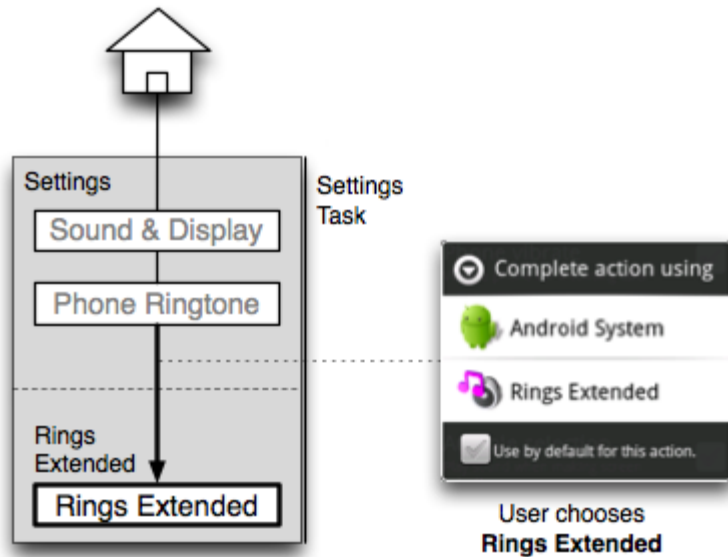 Settings
Sound & Display
Phone Ringtone
Settings
Task
Rings
Extended
Rings Extended
Complete action using
Android System
Rings Extended
Use by default for this action.
User chooses
Rings Extended